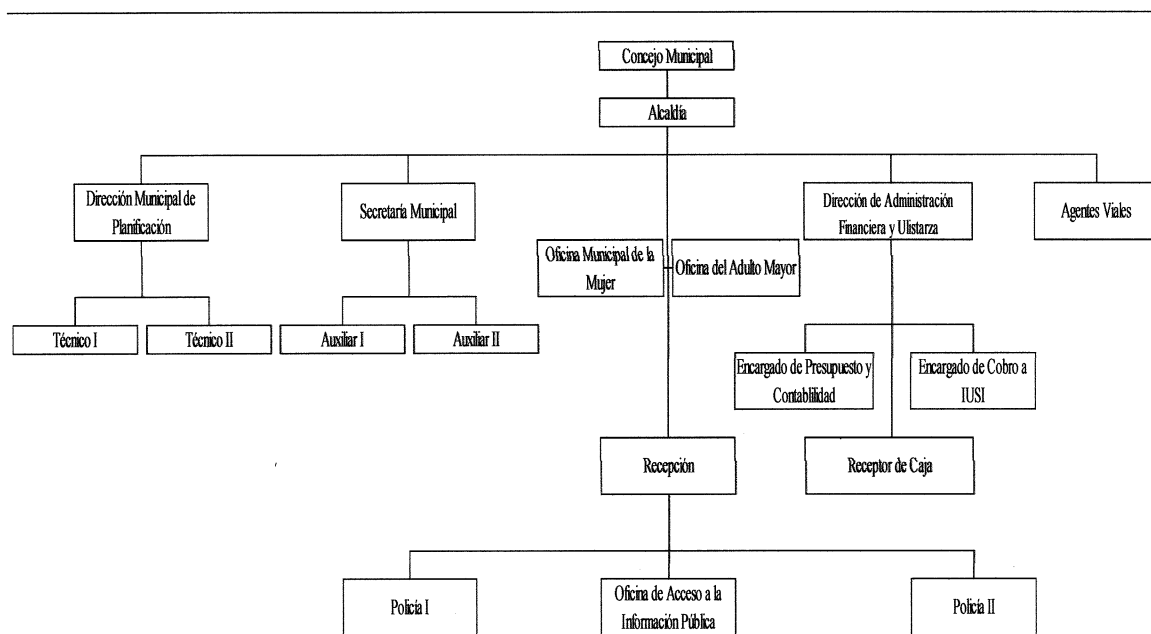 Concejo Municipal
Alcaldía
Dirección Municipal de
Planificación
Secretaría Municipal
Dirección de Administración
Financiera y Ulistarza
Agentes Viales
Oficina Municipal de la
Mujer
Oficina del Adulto Mayor
Técnico I
Técnico II
Auxiliar I
Auxiliar II
Encargado de Presupuesto y
Contablilidad
Encargado de Cobro a
IUSI
Recepción
Receptor de Caja
Policía I
Oficina de Acceso a la
Información Pública
Policía II